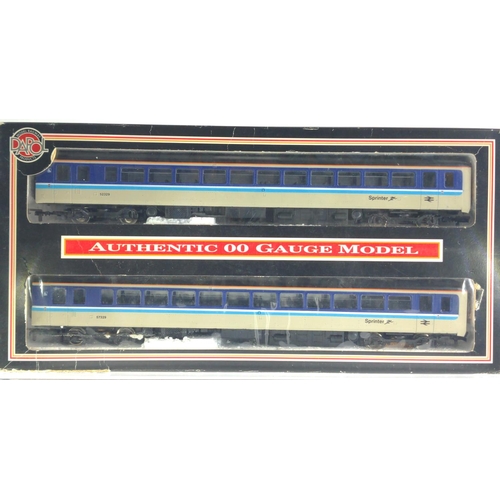 DAPOL
Sprinter
AUTHENTIC 00 GAUGE MODEL
Sprinter